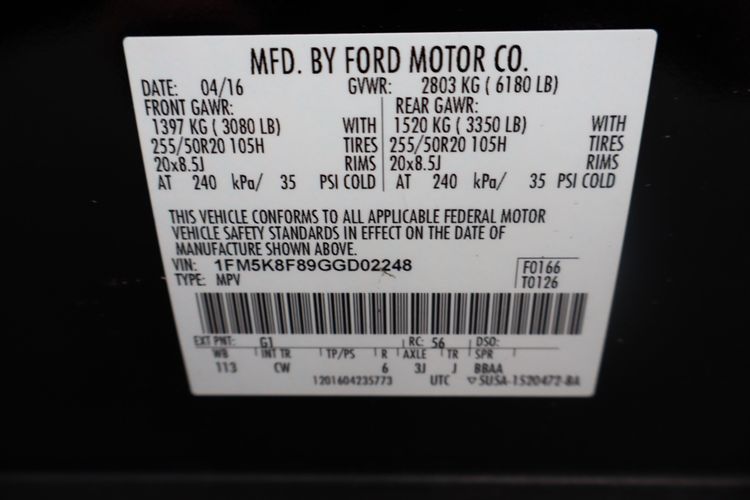 MFD. BY FORD MOTOR CO.
DATE: 04/16 GVWR: 2803 KG ( 6180 LB)
FRONT GAWR: REAR GAWR:
1397 KG ( 3080 LB) WITH 1520 KG ( 3350 LB) WITH
255/50R20 105H TIRES 255/50R20 105H TIRES
20x8.5J RIMS 20x8.5J RIMS
AT 240 kPa/ 35 PSI COLD AT 240 kPa/ 35 PSI COLD
THIS VEHICLE CONFORMS TO ALL APPLICABLE FEDERAL MOTOR
VEHICLE SAFETY STANDARDS IN EFFECT ON THE DATE OF
MANUFACTURE SHOWN ABOVE.
VIN: 1FM5K8F89GGD02248 F0166
TYPE: MPV T0126
EXT PNT: G1 RC: 56 DSO:
WB INT TR TP/PS R AXLE TR SPR
113 CW 6 3J J BBAA
1201604235773 UTC ▽SU5A-1520472-BA